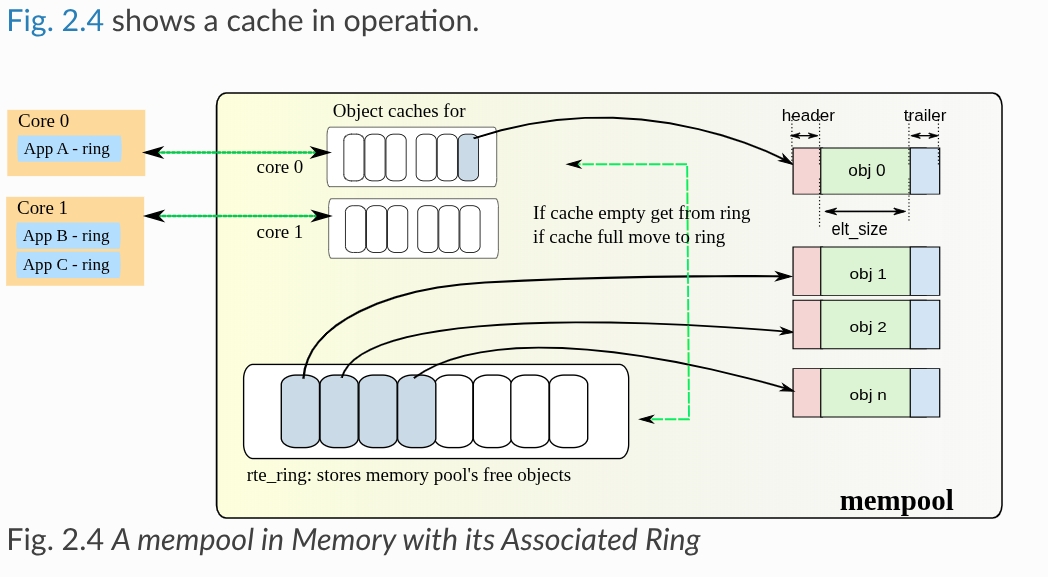 Fig. 2.4 shows a cache in operation.
Object caches for
header
trailer
Core 0
App A - ring
core 0
obj 0
Core 1
App B - ring
App C - ring
core 1
If cache empty get from ring
if cache full move to ring
elt_size
obj 1
obj 2
obj n
rte_ring: stores memory pool's free objects
mempool
Fig. 2.4 A mempool in Memory with its Associated Ring